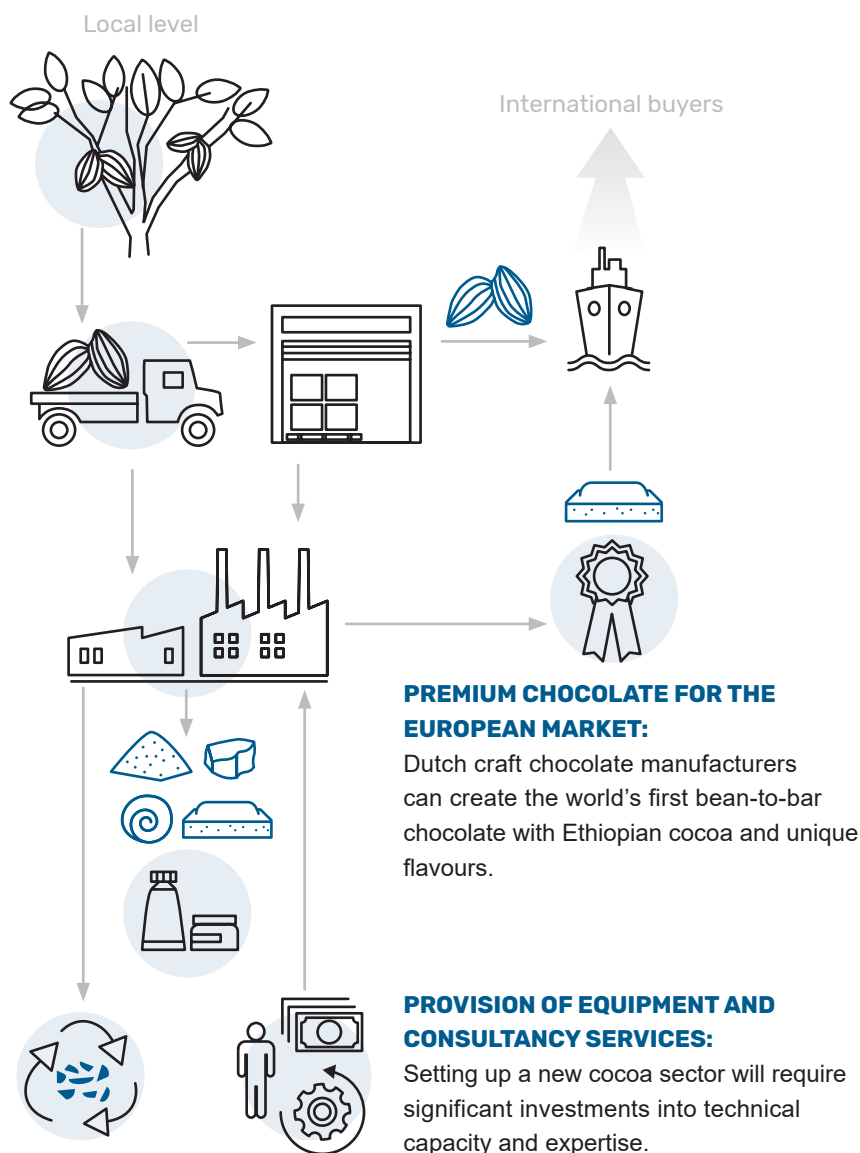 Local level
International buyers
PREMIUM CHOCOLATE FOR THE
EUROPEAN MARKET:
Dutch craft chocolate manufacturers
can create the world’s first bean-to-bar
chocolate with Ethiopian cocoa and unique
flavours.
PROVISION OF EQUIPMENT AND
CONSULTANCY SERVICES:
Setting up a new cocoa sector will require
significant investments into technical
capacity and expertise.